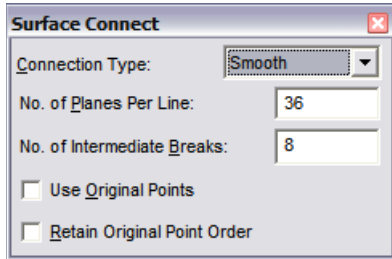 Surface Connect
Connection Type: Smooth
No. of Planes Per Line: 36
No. of Intermediate Breaks: 8
Use Original Points
Retain Original Point Order